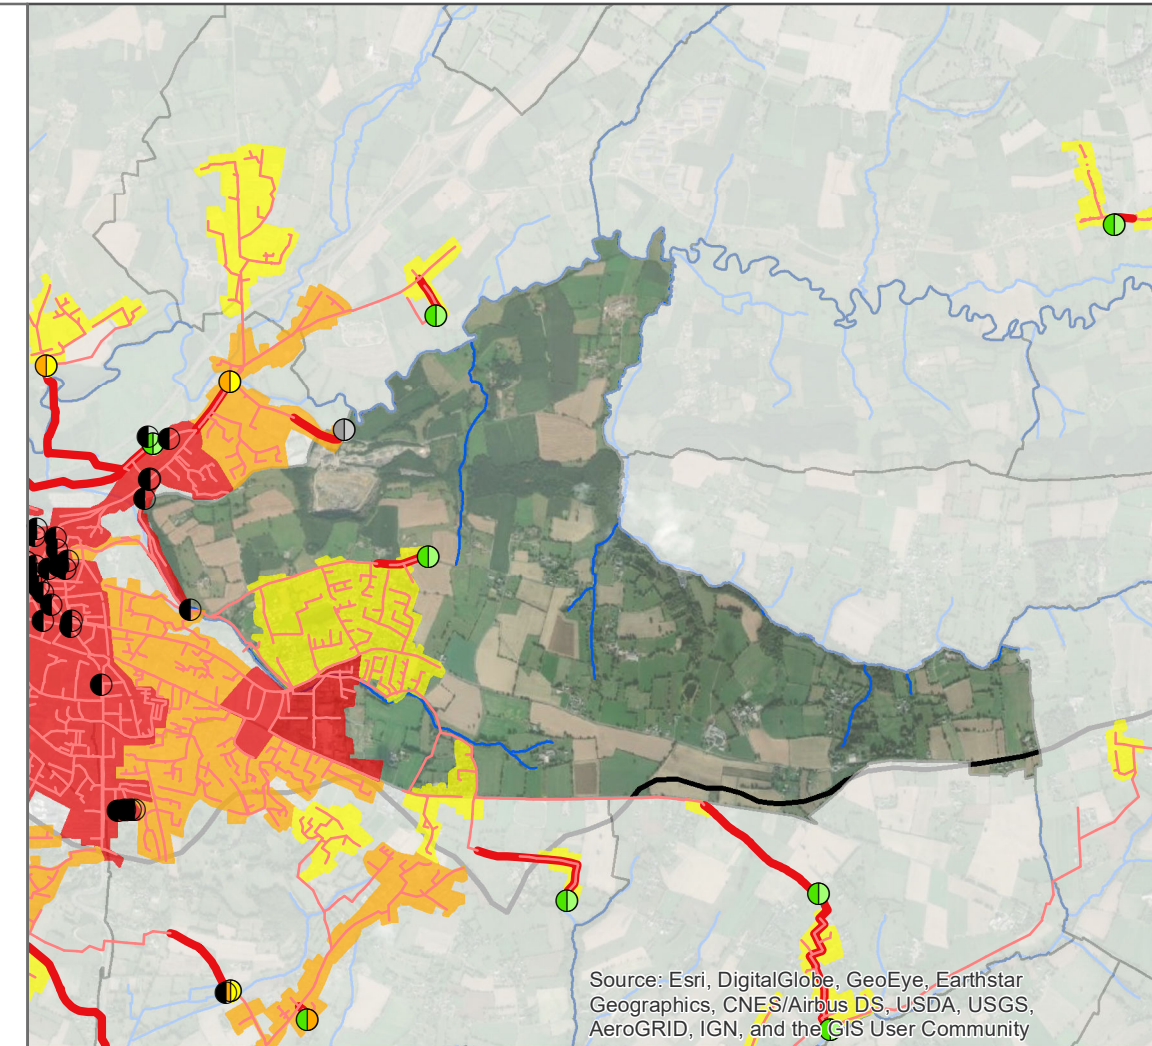 Source: Esri, DigitalGlobe, GeoEye, Earthstar
Geographics, CNES/Airbus DS, USDA, USGS,
AeroGRID, IGN, and the GIS User Community